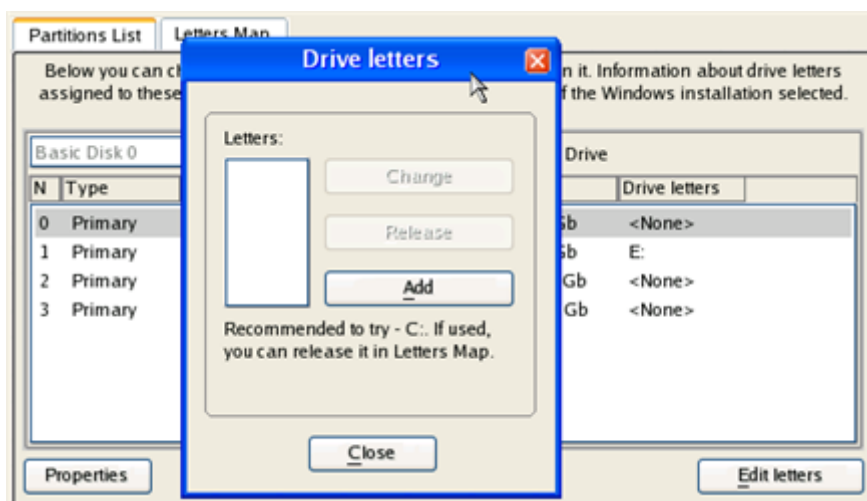 Partitions List
Letters Map
Drive letters
Below you can ch
n it. Information about drive letters
assigned to these
f the Windows installation selected.
Letters:
Basic Disk 0
Drive
Change
N Type
Drive letters
0 Primary
Gb <None>
Release
1 Primary
Gb E:
2 Primary
Gb <None>
Add
3 Primary
Gb <None>
Recommended to try - C:. If used,
you can release it in Letters Map.
Close
Properties
Edit letters